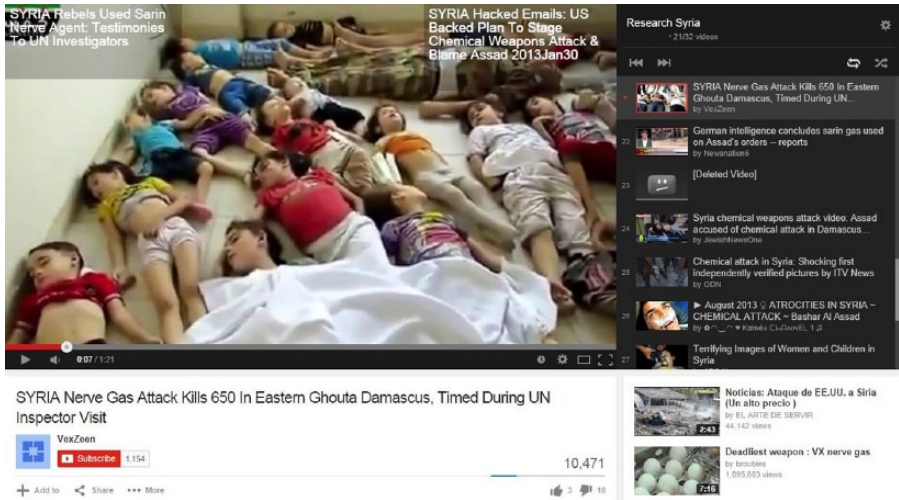 SYRIA Rebels Used Sarin
Nerve Agent: Testimonies
To UN Investigators
SYRIA Hacked Emails: US
Backed Plan To Stage
Chemical Weapons Attack &
Blame Assad 2013Jan30
0:07 / 1:21
Research Syria
• 21/32 videos
SYRIA Nerve Gas Attack Kills 650 In Eastern
Ghouta Damascus, Timed During UN...
by VexZeen
22
German intelligence concludes sarin gas used
on Assad's orders – reports
by Newsnation6
23
[Deleted Video]
24
Syria chemical weapons attack video: Assad
accused of chemical attack in Damascus...
by JewishNewsOne
25
Chemical attack in Syria: Shocking first
independently verified pictures by ITV News
by ODN
26
► August 2013 ♀ ATROCITIES IN SYRIA ~
CHEMICAL ATTACK ~ Bashar Al Assad
by
27
Terrifying Images of Women and Children in
Syria
SYRIA Nerve Gas Attack Kills 650 In Eastern Ghouta Damascus, Timed During UN
Inspector Visit
VexZeen
Subscribe 1,154
10,471
Add to Share More
3 10
Noticias: Ataque de EE.UU. a Siria
(Un alto precio )
by EL ARTE DE SERVIR
44,142 views
2:43
Deadliest weapon : VX nerve gas
by broubles
1,095,603 views
7:16